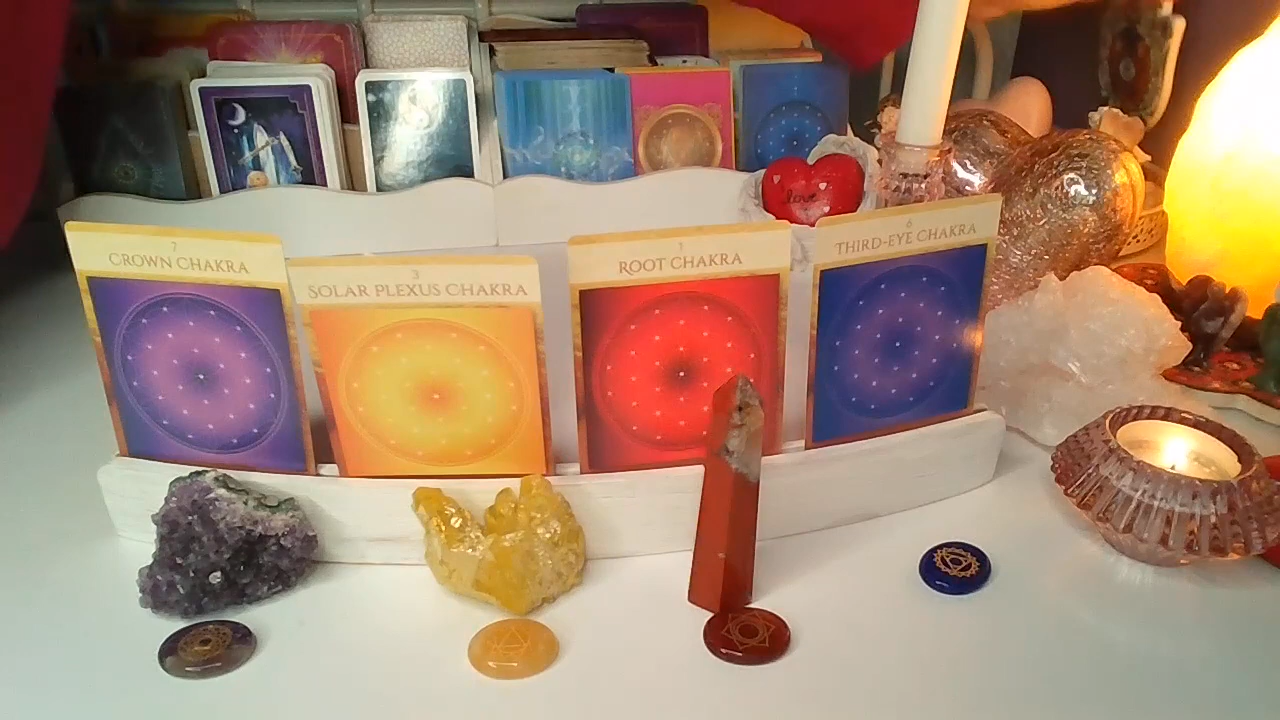 love
7
CROWN CHAKRA
3
SOLAR PLEXUS CHAKRA
1
ROOT CHAKRA
6
THIRD-EYE CHAKRA